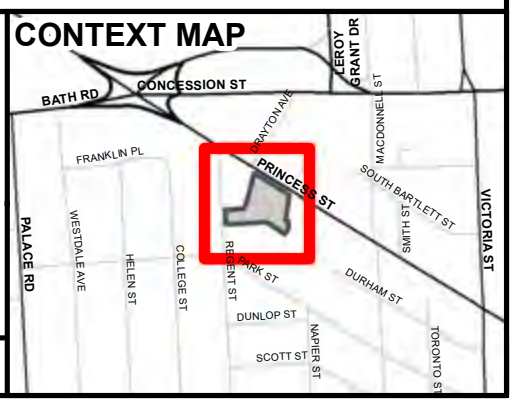 CONTEXT MAP
LEROY
GRANT DR
CONCESSION ST
BATH RD
MACDONNELL ST
DRAYTON AVE
FRANKLIN PL
PRINCESS ST
SOUTH BARTLETT ST
SMITH ST
VICTORIA ST
PALACE RD
WESTDALE AVE
HELEN ST
COLLEGE ST
REGENT ST
PARK ST
DURHAM ST
DUNLOP ST
NAPIER ST
SCOTT ST
TORONTO ST